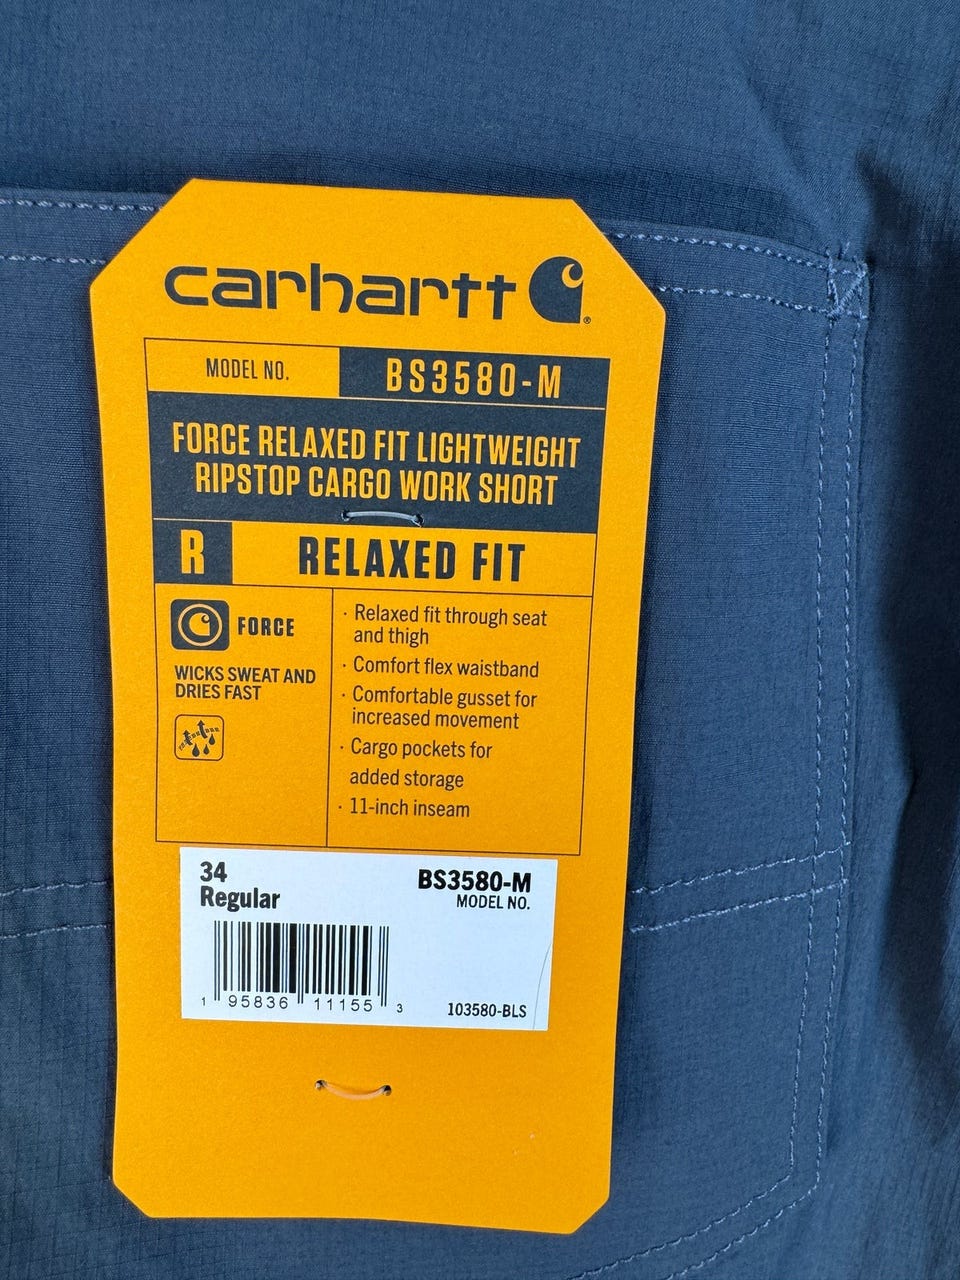 carhartt
MODEL NO. BS3580-M
FORCE RELAXED FIT LIGHTWEIGHT
RIPSTOP CARGO WORK SHORT
R RELAXED FIT
FORCE
WICKS SWEAT AND
DRIES FAST
· Relaxed fit through seat
and thigh
· Comfort flex waistband
· Comfortable gusset for
increased movement
· Cargo pockets for
added storage
· 11-inch inseam
34
Regular
BS3580-M
MODEL NO.
1 95836 11155 3
103580-BLS